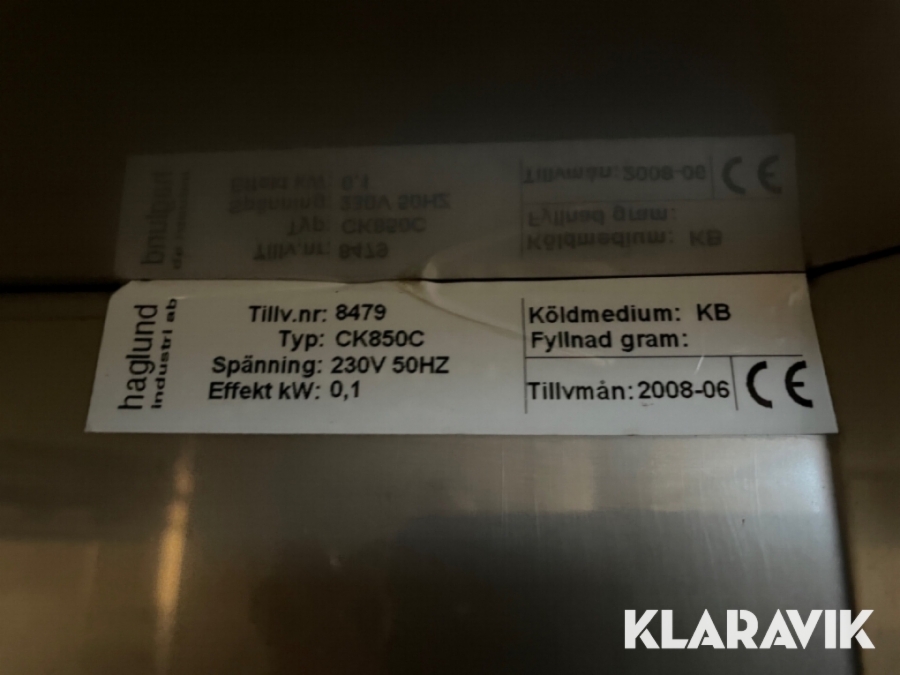 haglund
industri ab
Tillv.nr: 8479
Typ: CK850C
Spänning: 230V 50HZ
Effekt kW: 0,1
Köldmedium: KB
Fyllnad gram:
Tillvmån: 2008-06
CE
KLARAVIK